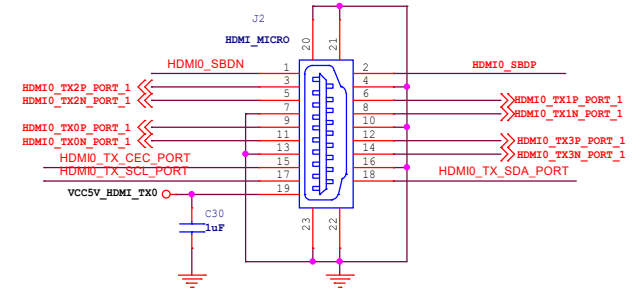 J2
HDMI_MICRO
20
21
HDMI0_SBDN
1
2
HDMI0_SBDP
HDMI0_TX2P_PORT_1
3
4
HDMI0_TX2N_PORT_1
5
6
HDMI0_TX1P_PORT_1
7
8
HDMI0_TX1N_PORT_1
HDMI0_TX0P_PORT_1
9
10
HDMI0_TX0N_PORT_1
11
12
HDMI0_TX3P_PORT_1
13
14
HDMI0_TX3N_PORT_1
HDMI0_TX_CEC_PORT
15
16
HDMI0_TX_SCL_PORT
17
18
HDMI0_TX_SDA_PORT
VCC5V_HDMI_TX0
19
C30
1uF
23
22